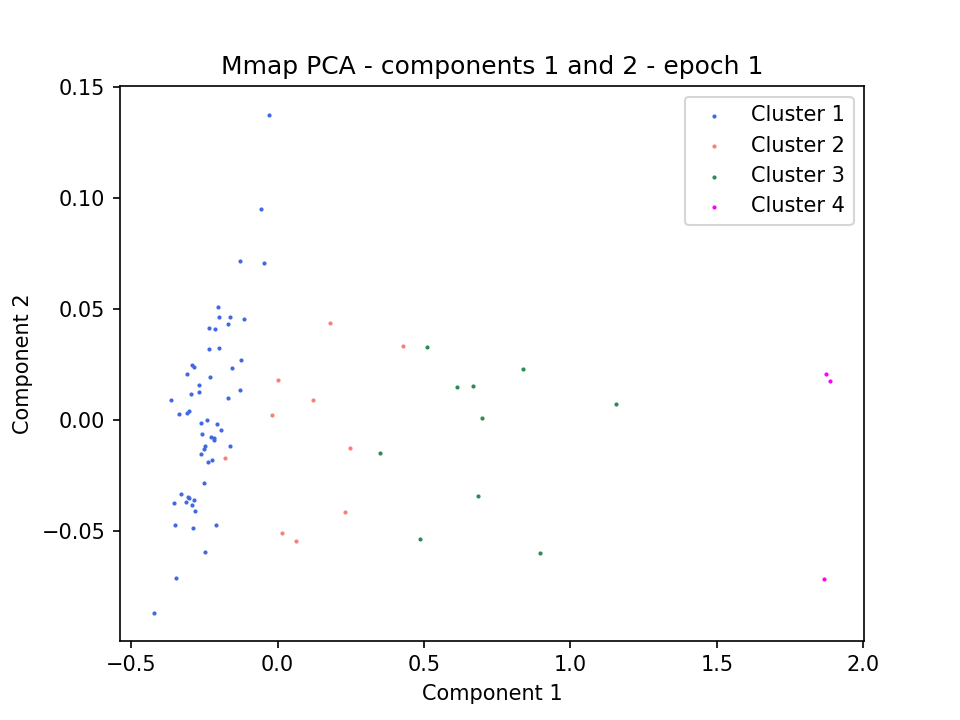 Mmap PCA - components 1 and 2 - epoch 1
0.15
0.10
0.05
0.00
−0.05
Component 2
Cluster 1
Cluster 2
Cluster 3
Cluster 4
−0.5
0.0
0.5
1.0
1.5
2.0
Component 1